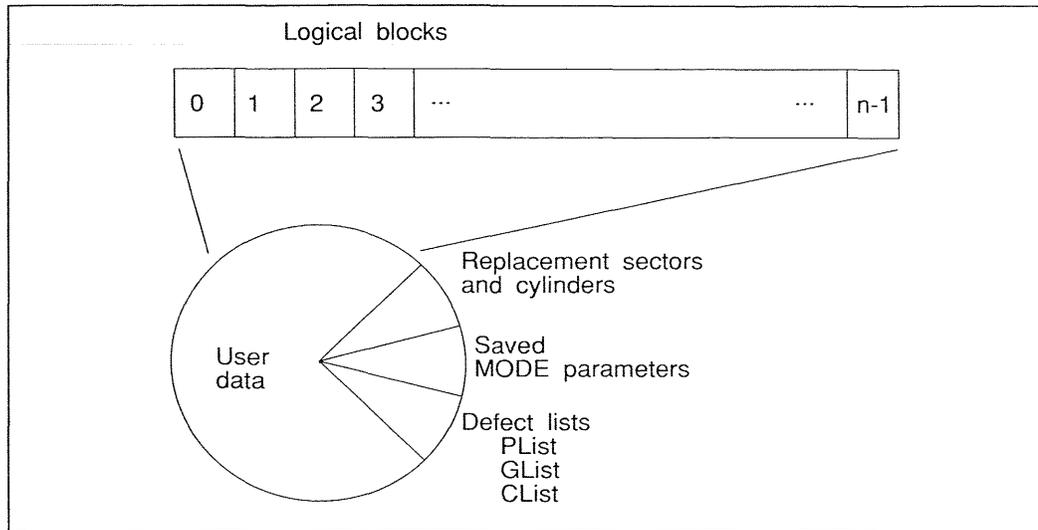 Logical blocks
0 1 2 3 ... ... n-1
Replacement sectors
and cylinders
User
data
Saved
MODE parameters
Defect lists
PList
GList
CList